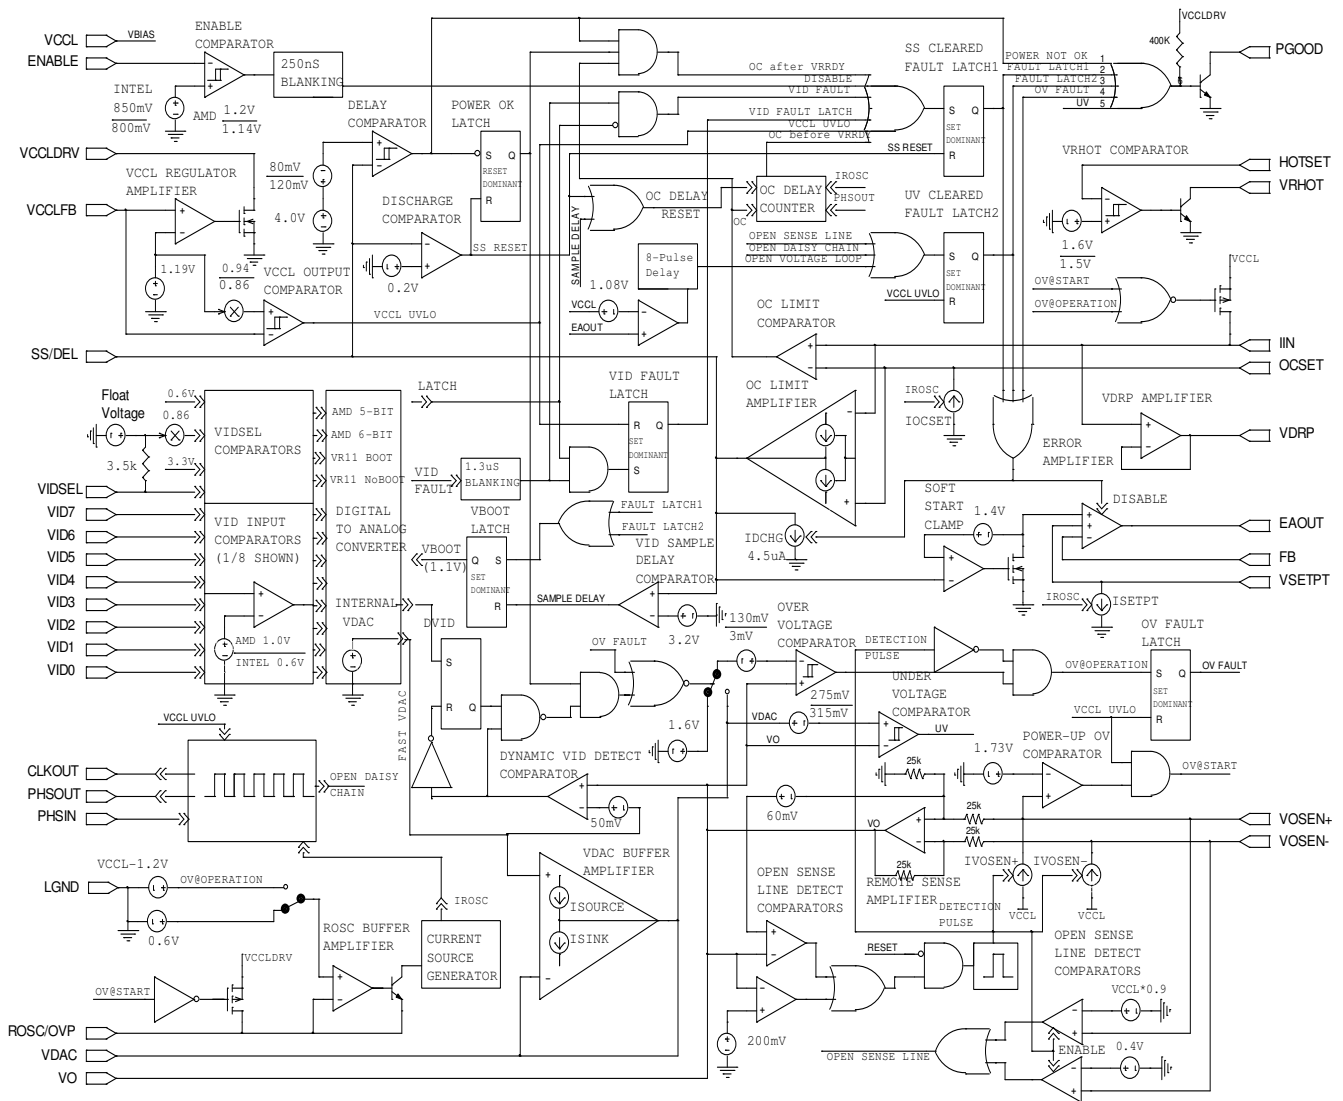 VCCL
VBIAS
ENABLE
ENABLE
COMPARATOR
250nS
BLANKING
INTEL
850mV
800mV
AMD
1.2V
1.14V
DELAY
COMPARATOR
POWER OK
LATCH
S
Q
RESET
DOMINANT
R
80mV
120mV
4.0V
VCCLDRV
VCCL REGULATOR
AMPLIFIER
VCCLFB
1.19V
0.94
0.86
VCCL OUTPUT
COMPARATOR
VCCL UVLO
DISCHARGE
COMPARATOR
0.2V
SS RESET
SAMPLE DELAY
OC DELAY
RESET
OC DELAY
COUNTER
IROSC
PHSOUT
OC
8-Pulse
Delay
1.08V
VCCL
EAOUT
OC after VRRDY
DISABLE
VID FAULT
VID FAULT LATCH
VCCL UVLO
OC before VRRDY
SS RESET
SS CLEARED
FAULT LATCH1
S
Q
SET
DOMINANT
R
UV CLEARED
FAULT LATCH2
S
Q
SET
DOMINANT
R
OPEN SENSE LINE
OPEN DAISY CHAIN
OPEN VOLTAGE LOOP
VCCL UVLO
VCCLDRV
400K
PGOOD
POWER NOT OK
1
FAULT LATCH1
2
FAULT LATCH2
3
OV FAULT
4
UV
5
VRHOT COMPARATOR
HOTSET
VRHOT
1.6V
1.5V
VCCL
OV@START
OV@OPERATION
OC LIMIT
COMPARATOR
IIN
OCSET
SS/DEL
OC LIMIT
AMPLIFIER
IROSC
IOCSET
VDRP AMPLIFIER
VDRP
ERROR
AMPLIFIER
Float
Voltage
0.6V
0.86
3.5k
3.3V
VIDSEL
COMPARATORS
AMD 5-BIT
AMD 6-BIT
VR11 BOOT
VR11 NoBOOT
LATCH
VID
FAULT
1.3uS
BLANKING
VID FAULT
LATCH
R
Q
SET
DOMINANT
S
VIDSEL
VID7
VID6
VID5
VID4
VID3
VID2
VID1
VID0
VID INPUT
COMPARATORS
(1/8 SHOWN)
AMD 1.0V
INTEL 0.6V
DIGITAL
TO ANALOG
CONVERTER
INTERNAL
VDAC
VBOOT
(1.1V)
VBOOT
LATCH
Q
S
SET
DOMINANT
R
FAULT LATCH1
FAULT LATCH2
VID SAMPLE
DELAY
COMPARATOR
SAMPLE DELAY
3.2V
IDCHG
4.5uA
SOFT
START
CLAMP
1.4V
DISABLE
EAOUT
FB
VSETPT
IROSC
ISETPT
DVID
S
R
Q
FAST VDAC
OV FAULT
130mV
3mV
OVER
VOLTAGE
COMPARATOR
275mV
315mV
1.6V
DETECTION
PULSE
UNDER
VOLTAGE
COMPARATOR
VDAC
VO
UV
OV@OPERATION
OV FAULT
LATCH
S
Q
SET
DOMINANT
R
OV FAULT
VCCL UVLO
POWER-UP OV
COMPARATOR
1.73V
OV@START
VCCL UVLO
CLKOUT
PHSOUT
PHSIN
OPEN DAISY
CHAIN
DYNAMIC VID DETECT
COMPARATOR
50mV
25k
60mV
VO
25k
25k
25k
VOSEN+
VOSEN-
REMOTE SENSE
AMPLIFIER
IVOSEN+
IVOSEN-
VCCL
VCCL
VCCL-1.2V
LGND
OV@OPERATION
0.6V
IROSC
ROSC BUFFER
AMPLIFIER
CURRENT
SOURCE
GENERATOR
VCCLDRV
OV@START
VDAC BUFFER
AMPLIFIER
ISOURCE
ISINK
OPEN SENSE
LINE DETECT
COMPARATORS
DETECTION
PULSE
RESET
200mV
OPEN SENSE
LINE DETECT
COMPARATORS
VCCL*0.9
ENABLE
0.4V
OPEN SENSE LINE
ROSC/OVP
VDAC
VO